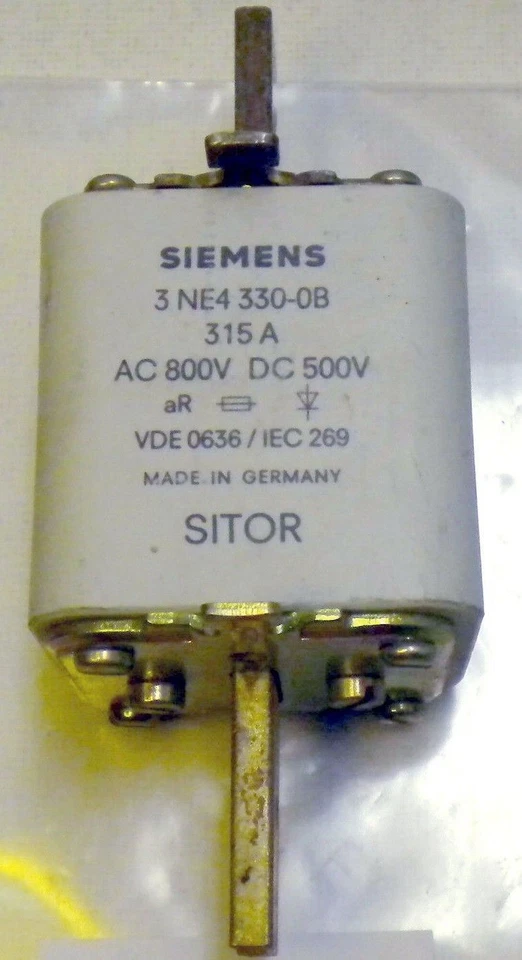 SIEMENS
3 NE4 330-0B
315 A
AC 800V DC 500V
aR
VDE 0636 / IEC 269
MADE IN GERMANY
SITOR